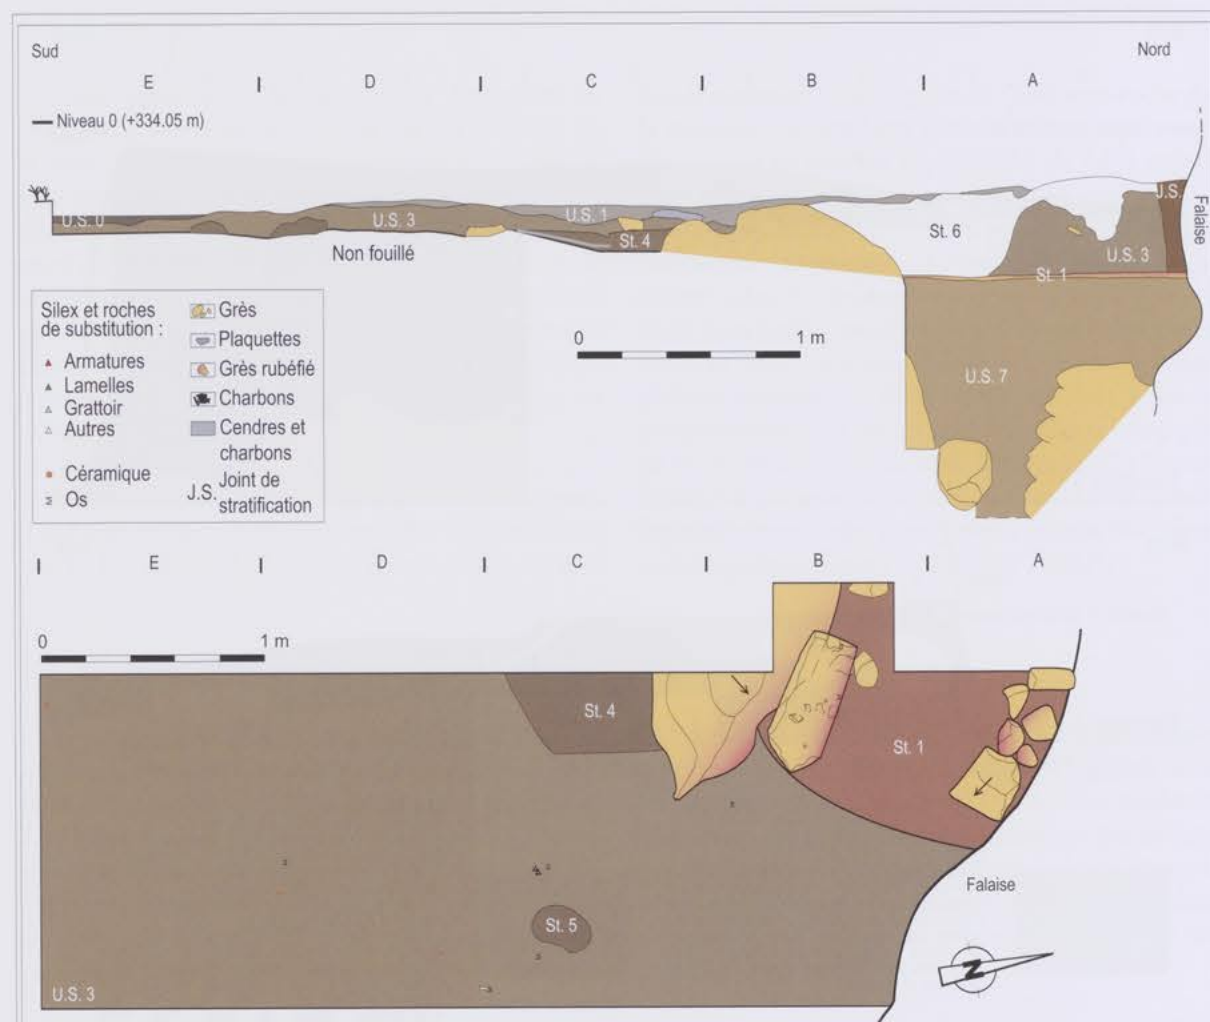 Sud
Nord
E D C B A
Niveau 0 (+334.05 m)
U.S. 0
U.S. 3
U.S. 1
St. 4
St. 6
J.S.
Falaise
U.S. 3
St. 1
Non fouillé
U.S. 7
0 1 m
Silex et roches
de substitution :
Armatures
Lamelles
Grattoir
Autres
Céramique
Os
Grès
Plaquettes
Grès rubéfié
Charbons
Cendres et
charbons
J.S. Joint de
stratification
E D C B A
0 1 m
St. 4
St. 1
St. 5
Falaise
N
U.S. 3